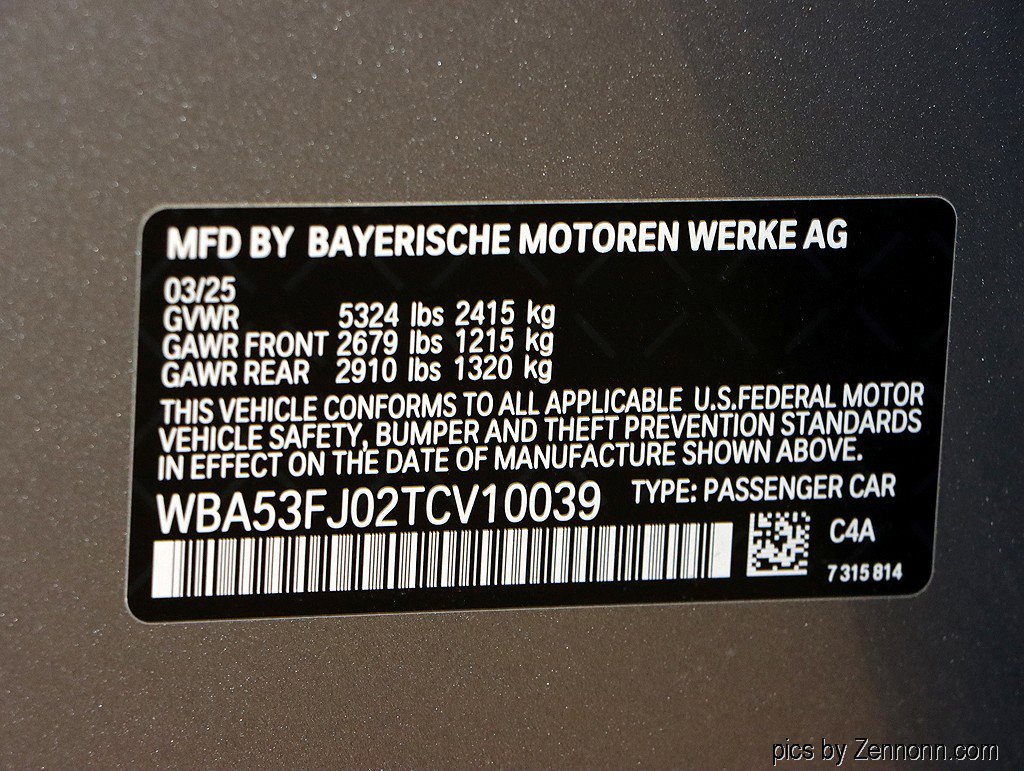 MFD BY BAYERISCHE MOTOREN WERKE AG
03/25
GVWR 5324 lbs 2415 kg
GAWR FRONT 2679 lbs 1215 kg
GAWR REAR 2910 lbs 1320 kg
THIS VEHICLE CONFORMS TO ALL APPLICABLE U.S.FEDERAL MOTOR
VEHICLE SAFETY, BUMPER AND THEFT PREVENTION STANDARDS
IN EFFECT ON THE DATE OF MANUFACTURE SHOWN ABOVE.
WBA53FJ02TCV10039 TYPE: PASSENGER CAR
C4A
7315814
pics by Zennonn.com